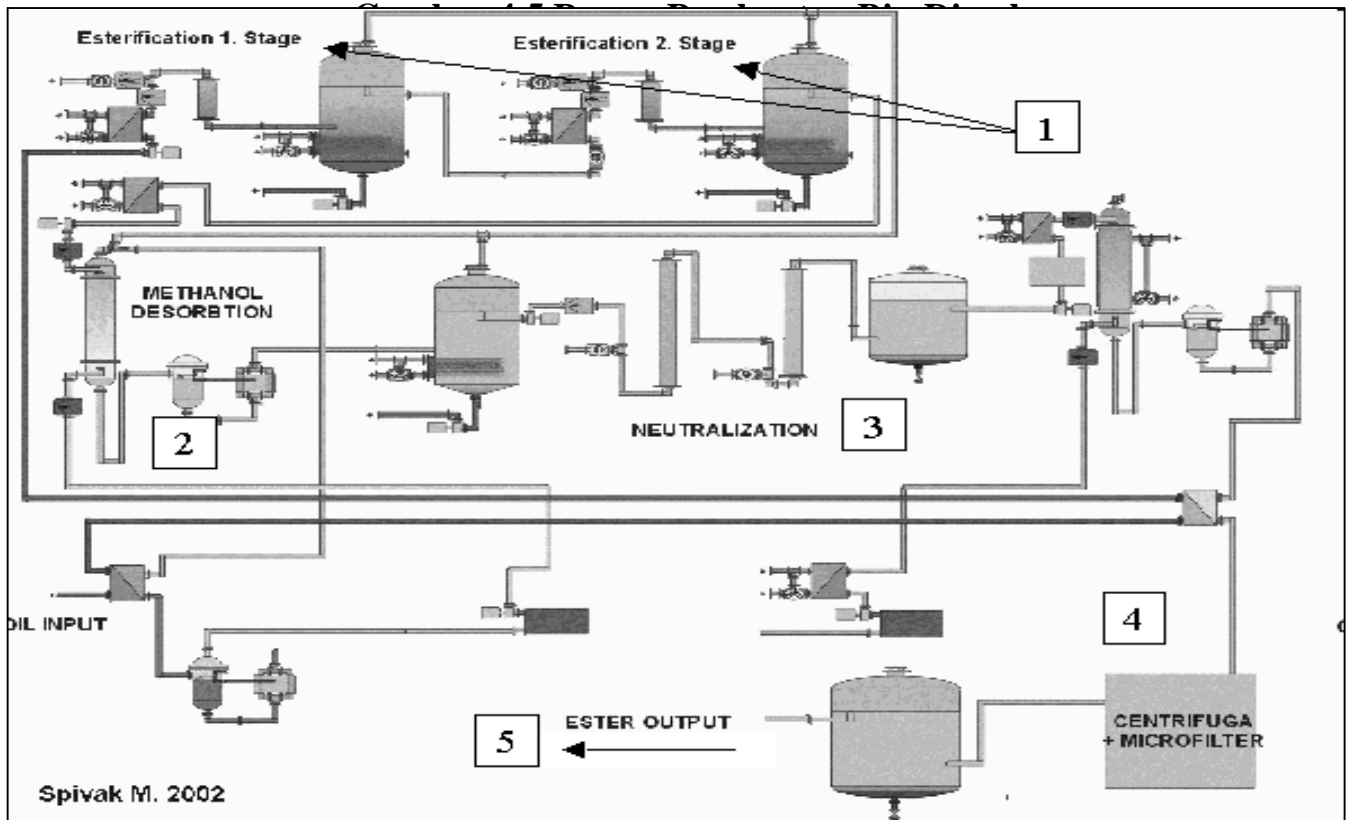 Esterification 1. Stage
Esterification 2. Stage
1
METHANOL
DESORBTION
2
NEUTRALIZATION
3
OIL INPUT
4
5
ESTER OUTPUT
CENTRIFUGA
+ MICROFILTER
Spivak M. 2002